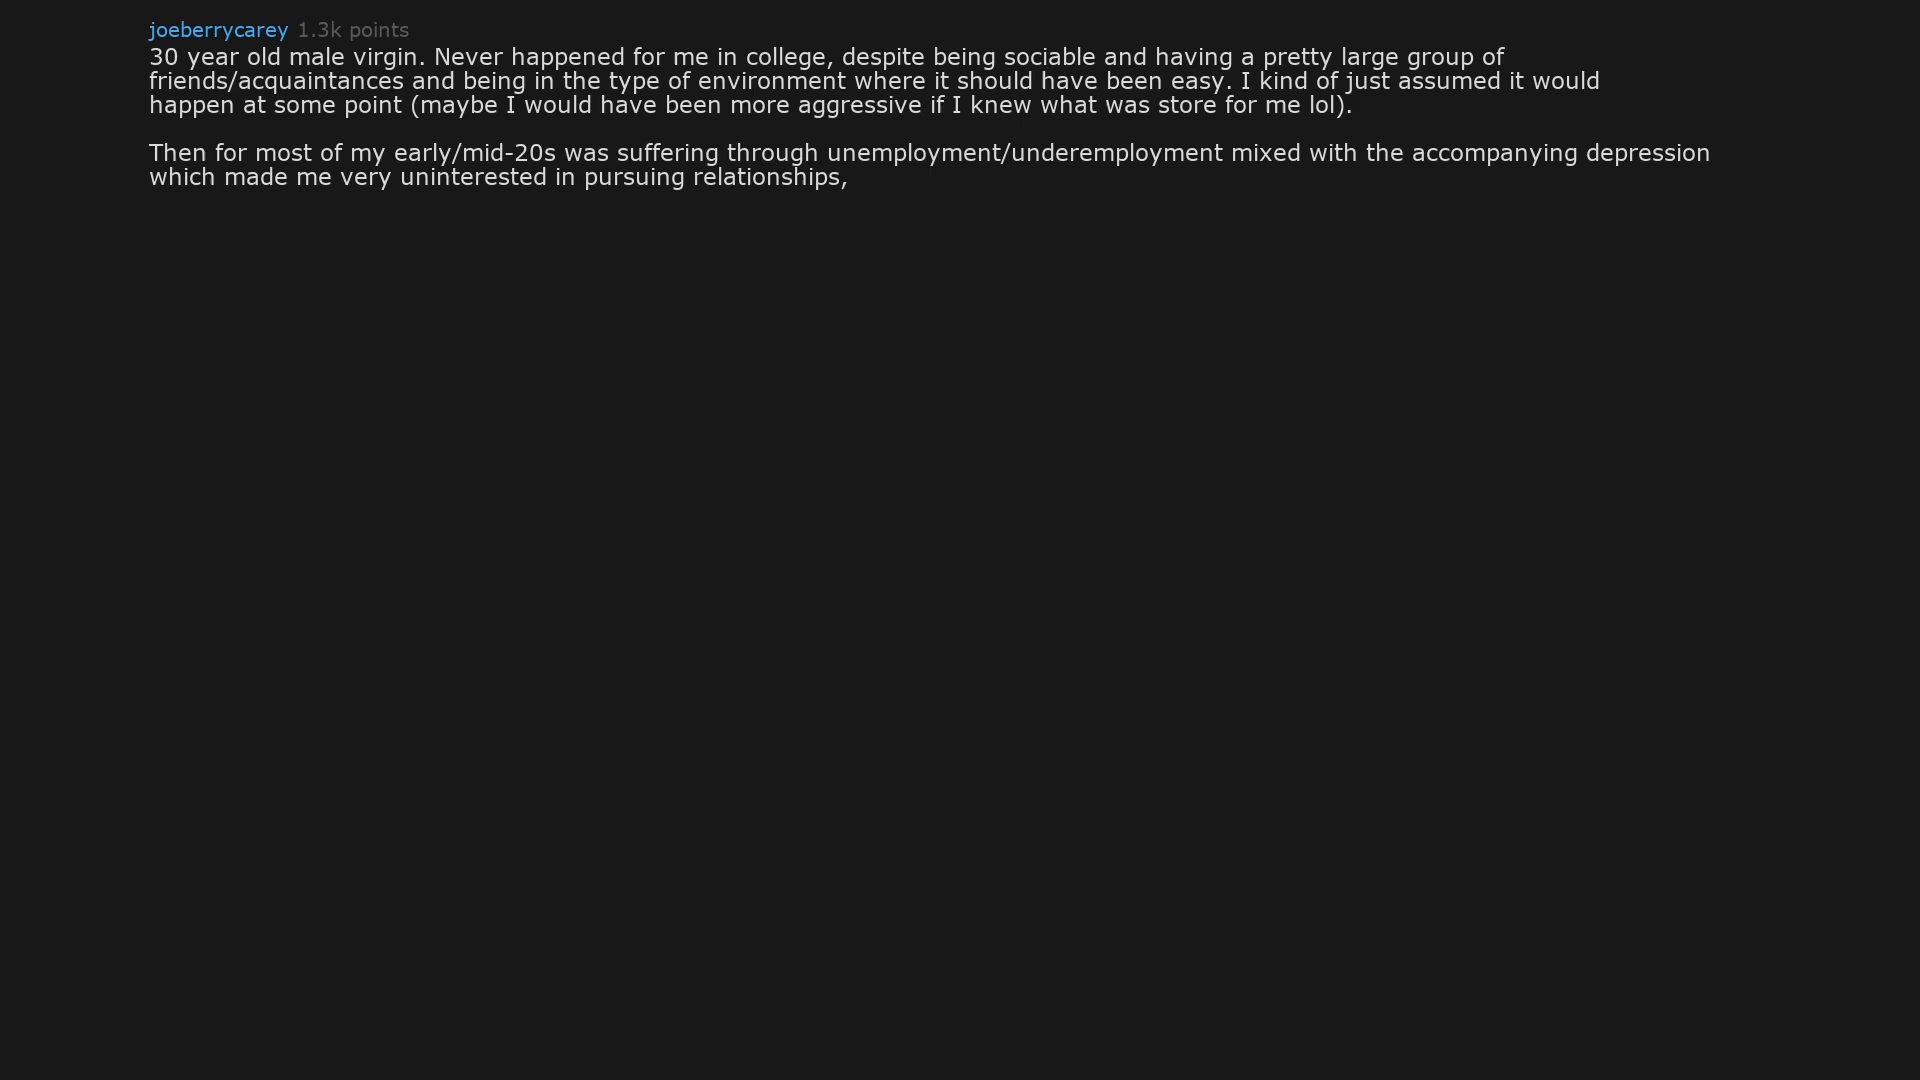 joeberrycarey 1.3k points
30 year old male virgin. Never happened for me in college, despite being sociable and having a pretty large group of
friends/acquaintances and being in the type of environment where it should have been easy. I kind of just assumed it would
happen at some point (maybe I would have been more aggressive if I knew what was store for me lol).
Then for most of my early/mid-20s was suffering through unemployment/underemployment mixed with the accompanying depression
which made me very uninterested in pursuing relationships,